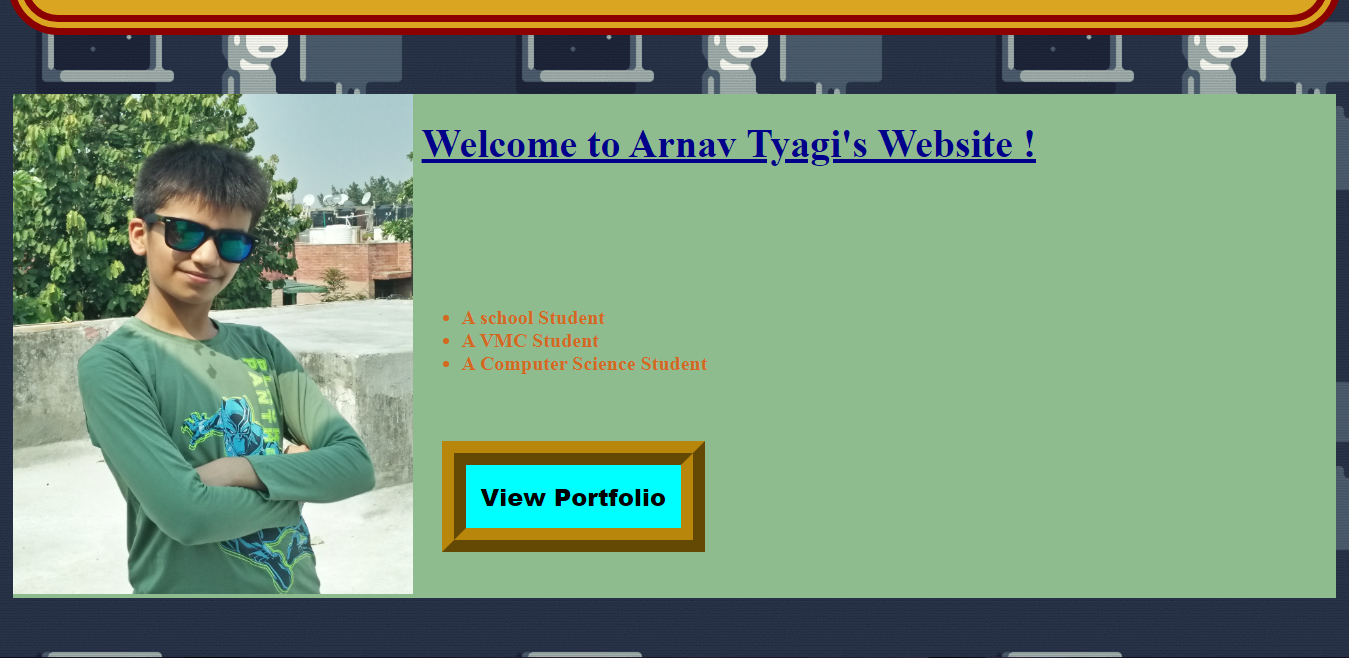 Welcome to Arnav Tyagi's Website !
A school Student
A VMC Student
A Computer Science Student
View Portfolio